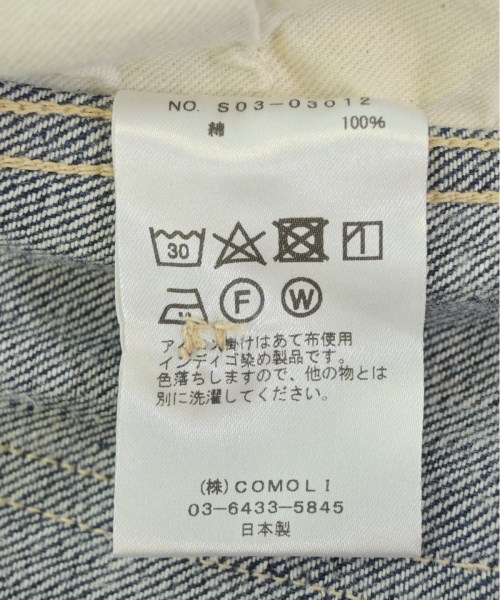 NO. S03-03012
綿 100%
30
F W
アイロン掛けはあて布使用
インディゴ染め製品です。
色落ちしますので、他の物とは
別に洗濯してください。
(株) COMOLI
03-6433-5845
日本製